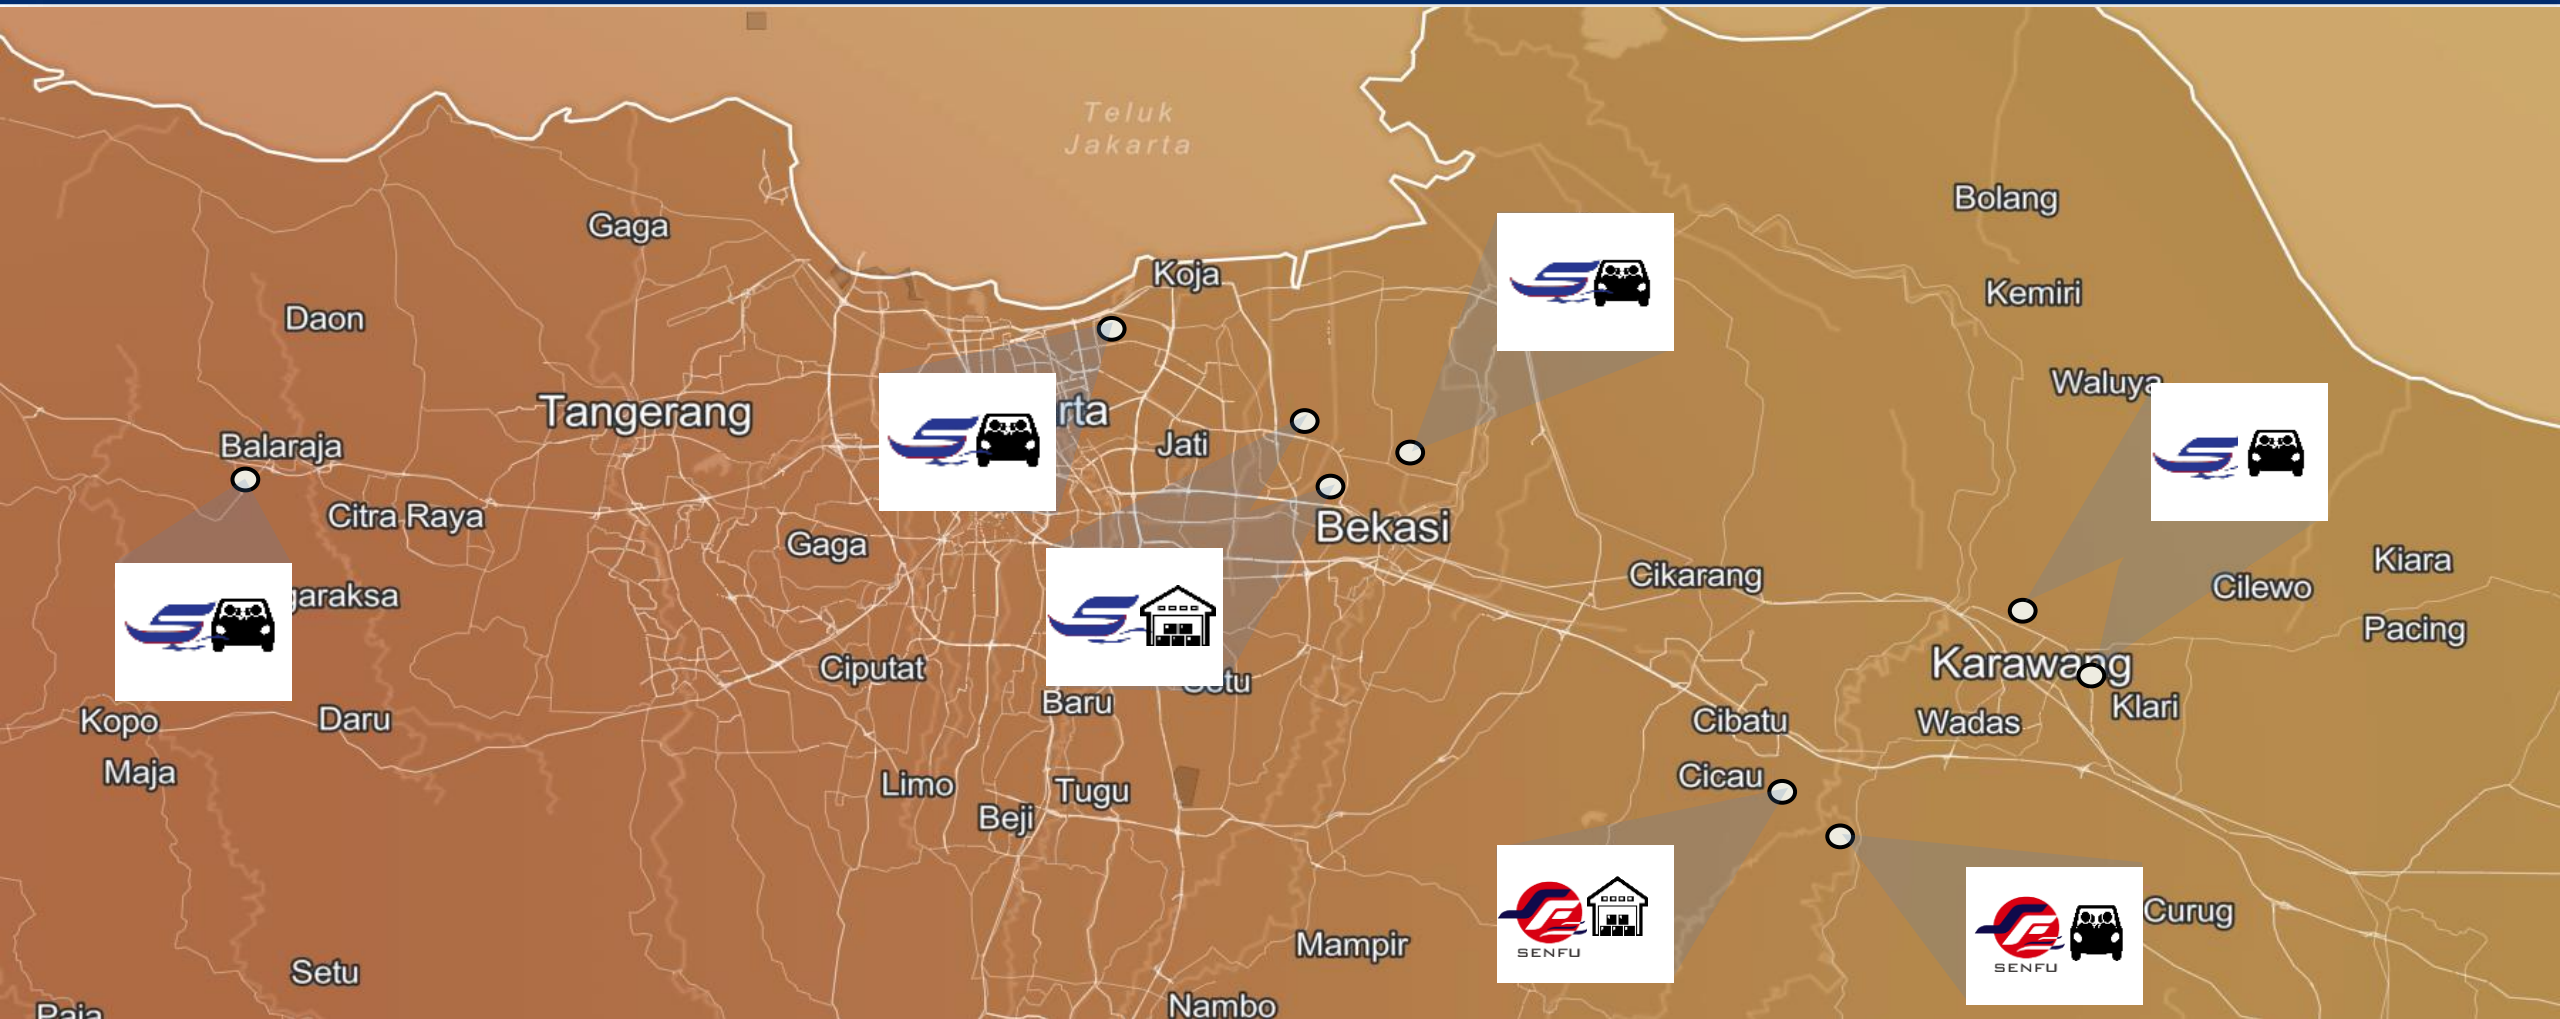 Teluk
Jakarta
Bolang
Gaga
Koja
Kemiri
Daon
Waluya
Tangerang
rta
Balaraja
Jati
Citra Raya
Bekasi
Gaga
Kiara
Cikarang
Cilewo
garaksa
Pacing
Ciputat
Karawang
Baru
Klari
Kopo
Daru
Cibatu
Wadas
Maja
Cicau
Limo
Tugu
Beji
Curug
Mampir
SENFU
SENFU
Setu
Nambo